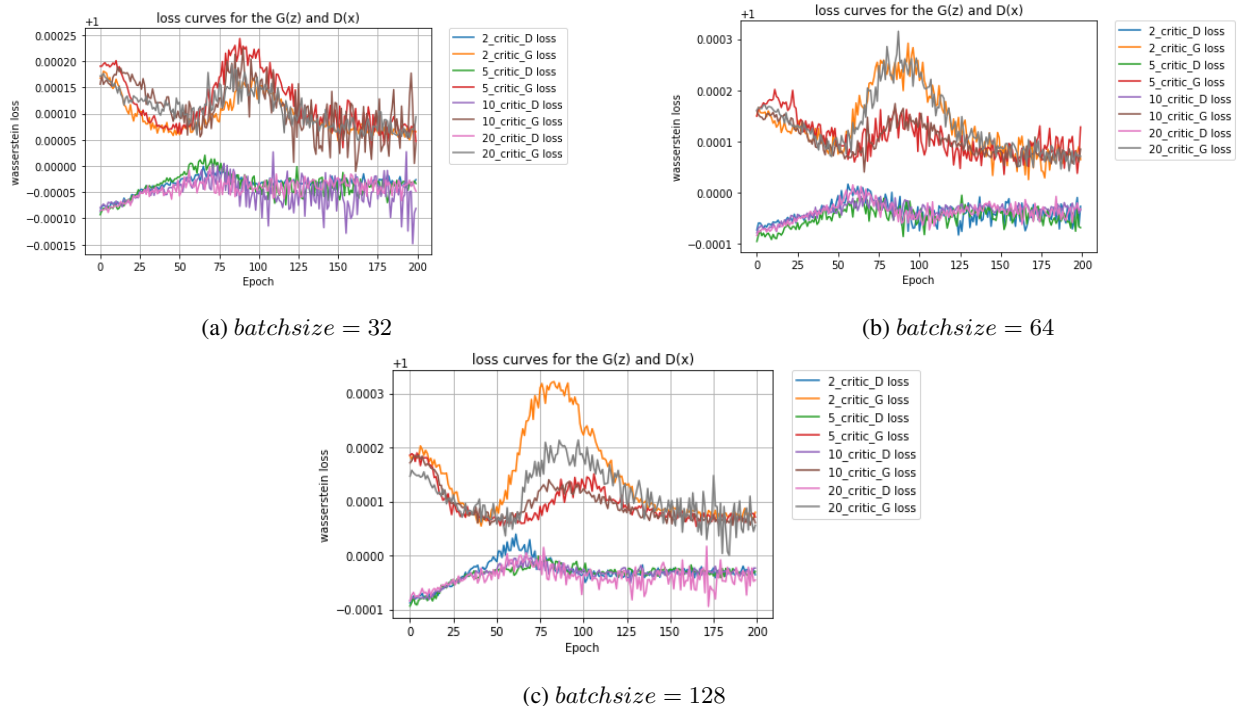 loss curves for the G(z) and D(x)
+1
0.00025
0.00020
0.00015
0.00010
0.00005
0.00000
−0.00005
−0.00010
−0.00015
wasserstein loss
0 25 50 75 100 125 150 175 200
Epoch
2_critic_D loss
2_critic_G loss
5_critic_D loss
5_critic_G loss
10_critic_D loss
10_critic_G loss
20_critic_D loss
20_critic_G loss
(a) batchsize = 32
loss curves for the G(z) and D(x)
+1
0.0003
0.0002
0.0001
0.0000
−0.0001
wasserstein loss
0 25 50 75 100 125 150 175 200
Epoch
2_critic_D loss
2_critic_G loss
5_critic_D loss
5_critic_G loss
10_critic_D loss
10_critic_G loss
20_critic_D loss
20_critic_G loss
(b) batchsize = 64
loss curves for the G(z) and D(x)
+1
0.0003
0.0002
0.0001
0.0000
−0.0001
wasserstein loss
0 25 50 75 100 125 150 175 200
Epoch
2_critic_D loss
2_critic_G loss
5_critic_D loss
5_critic_G loss
10_critic_D loss
10_critic_G loss
20_critic_D loss
20_critic_G loss
(c) batchsize = 128